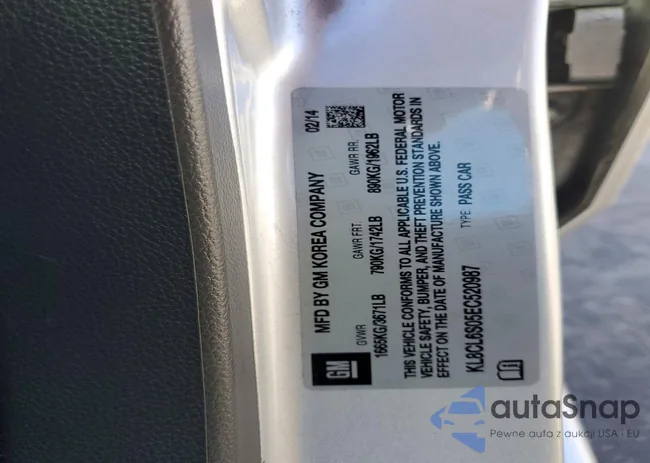 GM
MFD BY GM KOREA COMPANY
02/14
GVWR
GAWR FRT.
GAWR RR.
1665KG/3671LB
790KG/1742LB
890KG/1962LB
THIS VEHICLE CONFORMS TO ALL APPLICABLE U.S. FEDERAL MOTOR
VEHICLE SAFETY, BUMPER, AND THEFT PREVENTION STANDARDS IN
EFFECT ON THE DATE OF MANUFACTURE SHOWN ABOVE.
KL8CL6S05EC520987
TYPE: PASS CAR
autaSnap
Pewne auta z aukcji USA - EU